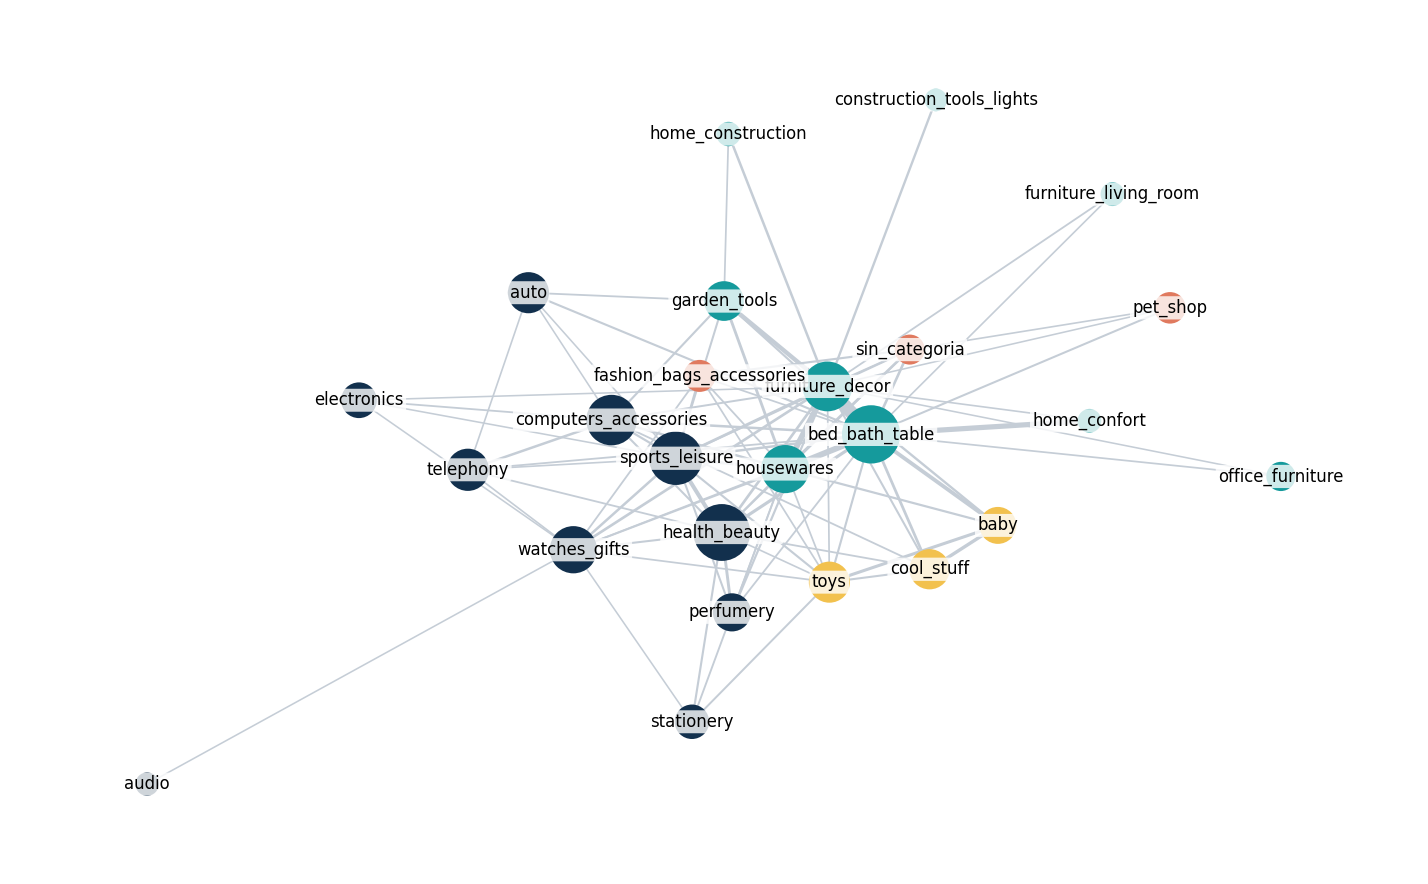 construction_tools_lights
home_construction
furniture_living_room
auto
garden_tools
pet_shop
sin_categoria
fashion_bags_accessories
furniture_decor
electronics
computers_accessories
home_confort
bed_bath_table
sports_leisure
telephony
housewares
office_furniture
baby
health_beauty
watches_gifts
cool_stuff
toys
perfumery
stationery
audio